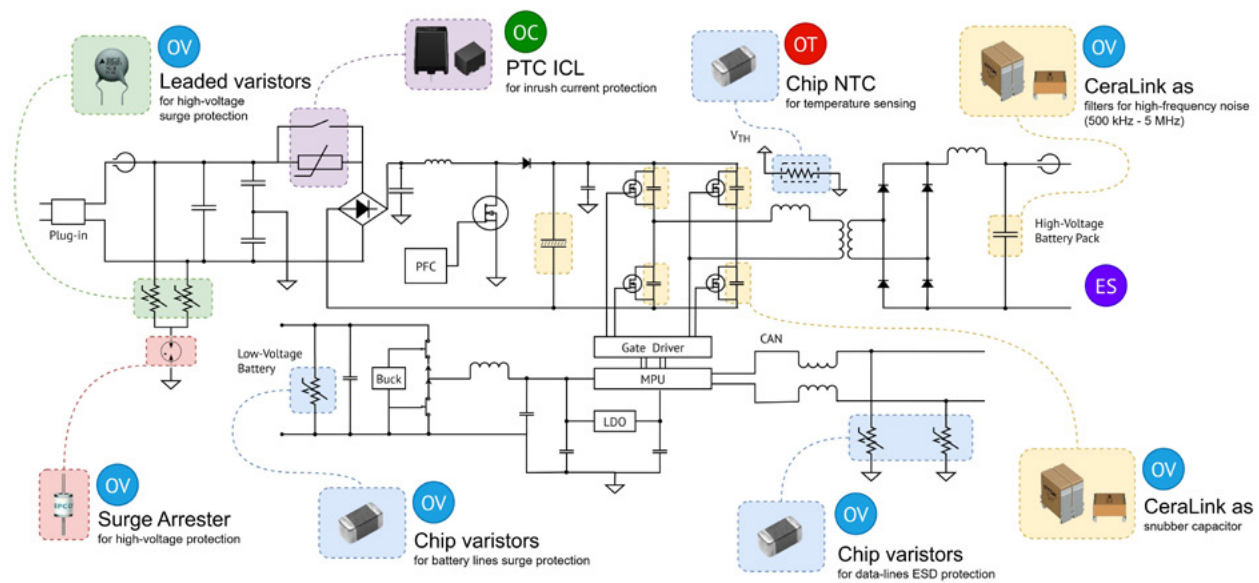 OV
Leaded varistors
for high-voltage
surge protection
OC
PTC ICL
for inrush current protection
OT
Chip NTC
for temperature sensing
OV
CeraLink as
filters for high-frequency noise
(500 kHz - 5 MHz)
VTH
Plug-in
PFC
High-Voltage
Battery Pack
ES
Low-Voltage
Battery
Buck
Gate Driver
MPU
LDO
CAN
OV
Surge Arrester
for high-voltage protection
OV
Chip varistors
for battery lines surge protection
OV
Chip varistors
for data-lines ESD protection
OV
CeraLink as
snubber capacitor